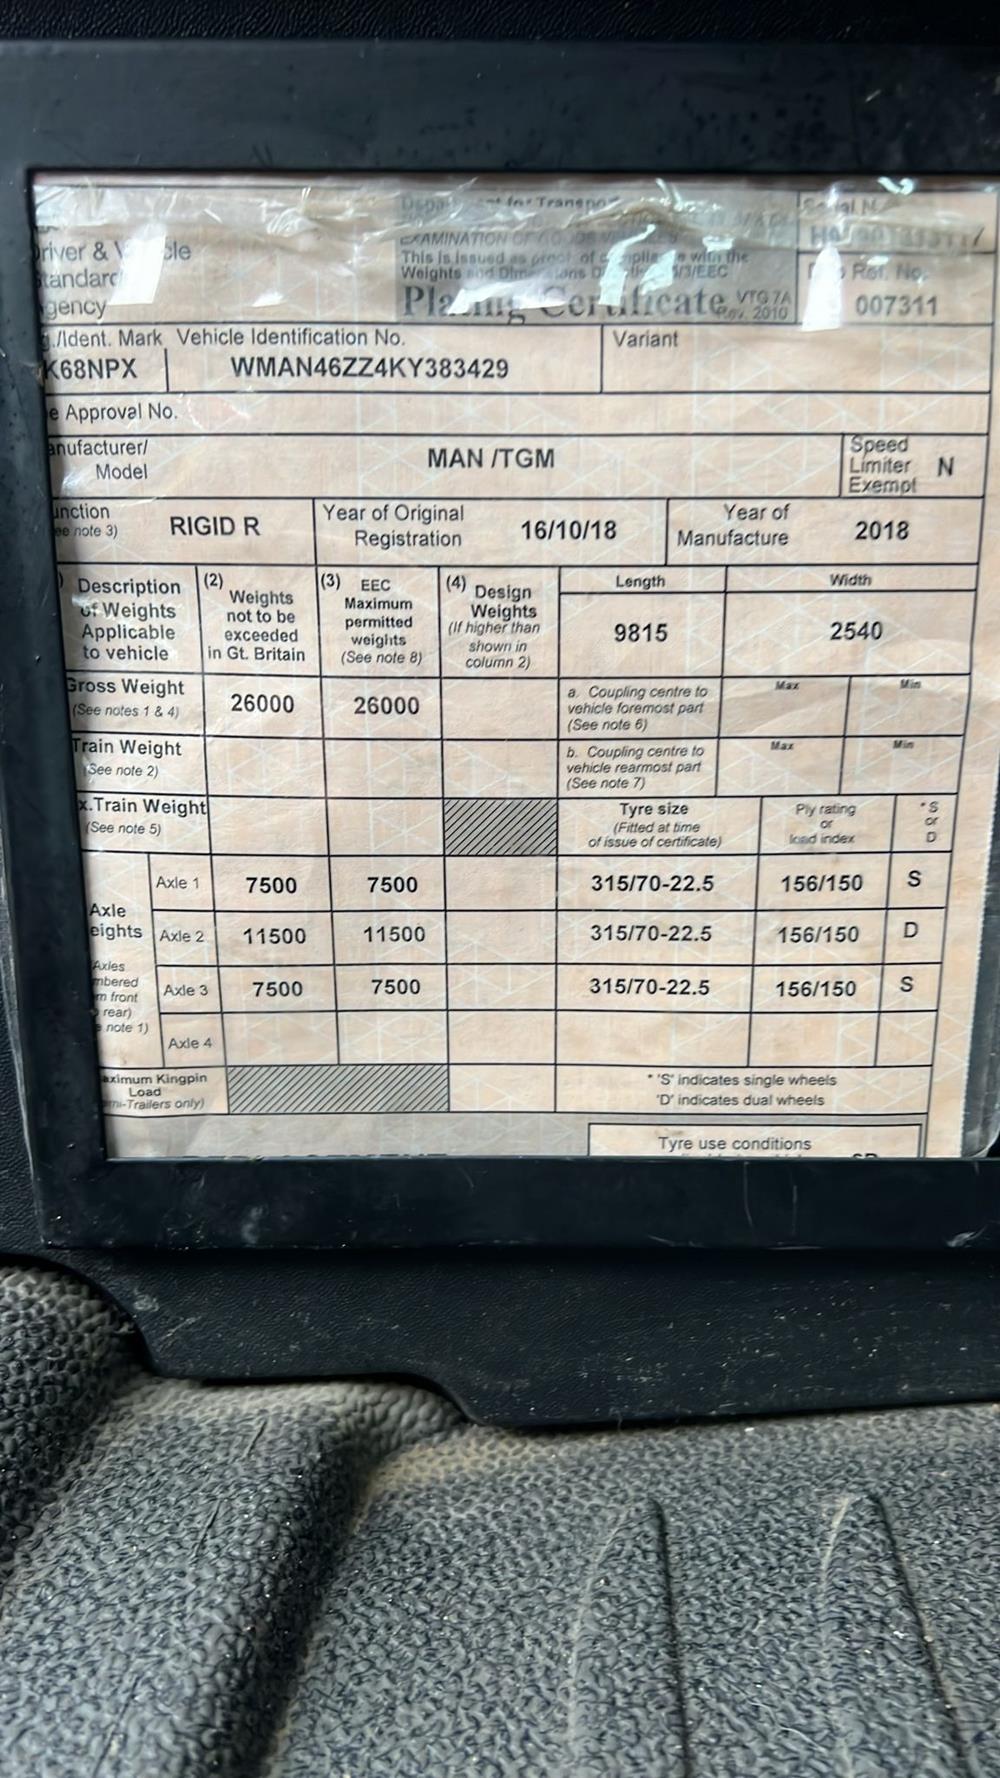 Department for Transport
EXAMINATION OF GOODS VEHICLES
This is issued as proof of compliance with the
Weights and Dimensions /3/EEC
Plating Certificate VTG 7A
Rev. 2010
Serial N
river & V cle
tandard
gency
Ref. No.
007311
./Ident. Mark Vehicle Identification No.
Variant
K68NPX WMAN46ZZ4KY383429
e Approval No.
anufacturer/
Model
MAN /TGM
Speed
Limiter N
Exempt
unction
ee note 3)
RIGID R
Year of Original
Registration
16/10/18
Year of
Manufacture
2018
) Description
of Weights
Applicable
to vehicle
(2) Weights
not to be
exceeded
in Gt. Britain
(3) EEC
Maximum
permitted
weights
(See note 8)
(4) Design
Weights
(If higher than
shown in
column 2)
Length
9815
Width
2540
Gross Weight
(See notes 1 & 4)
26000
26000
a. Coupling centre to
vehicle foremost part
(See note 6)
Max
Min
Train Weight
(See note 2)
b. Coupling centre to
vehicle rearmost part
(See note 7)
Max
Min
x.Train Weight
(See note 5)
Tyre size
(Fitted at time
of issue of certificate)
Ply rating
or
load index
*S
or
D
Axle
eights
Axles
mbered
m front
rear)
note 1)
Axle 1 7500 7500 315/70-22.5 156/150 S
Axle 2 11500 11500 315/70-22.5 156/150 D
Axle 3 7500 7500 315/70-22.5 156/150 S
Axle 4
aximum Kingpin
Load
mi-Trailers only)
* 'S' indicates single wheels
'D' indicates dual wheels
Tyre use conditions